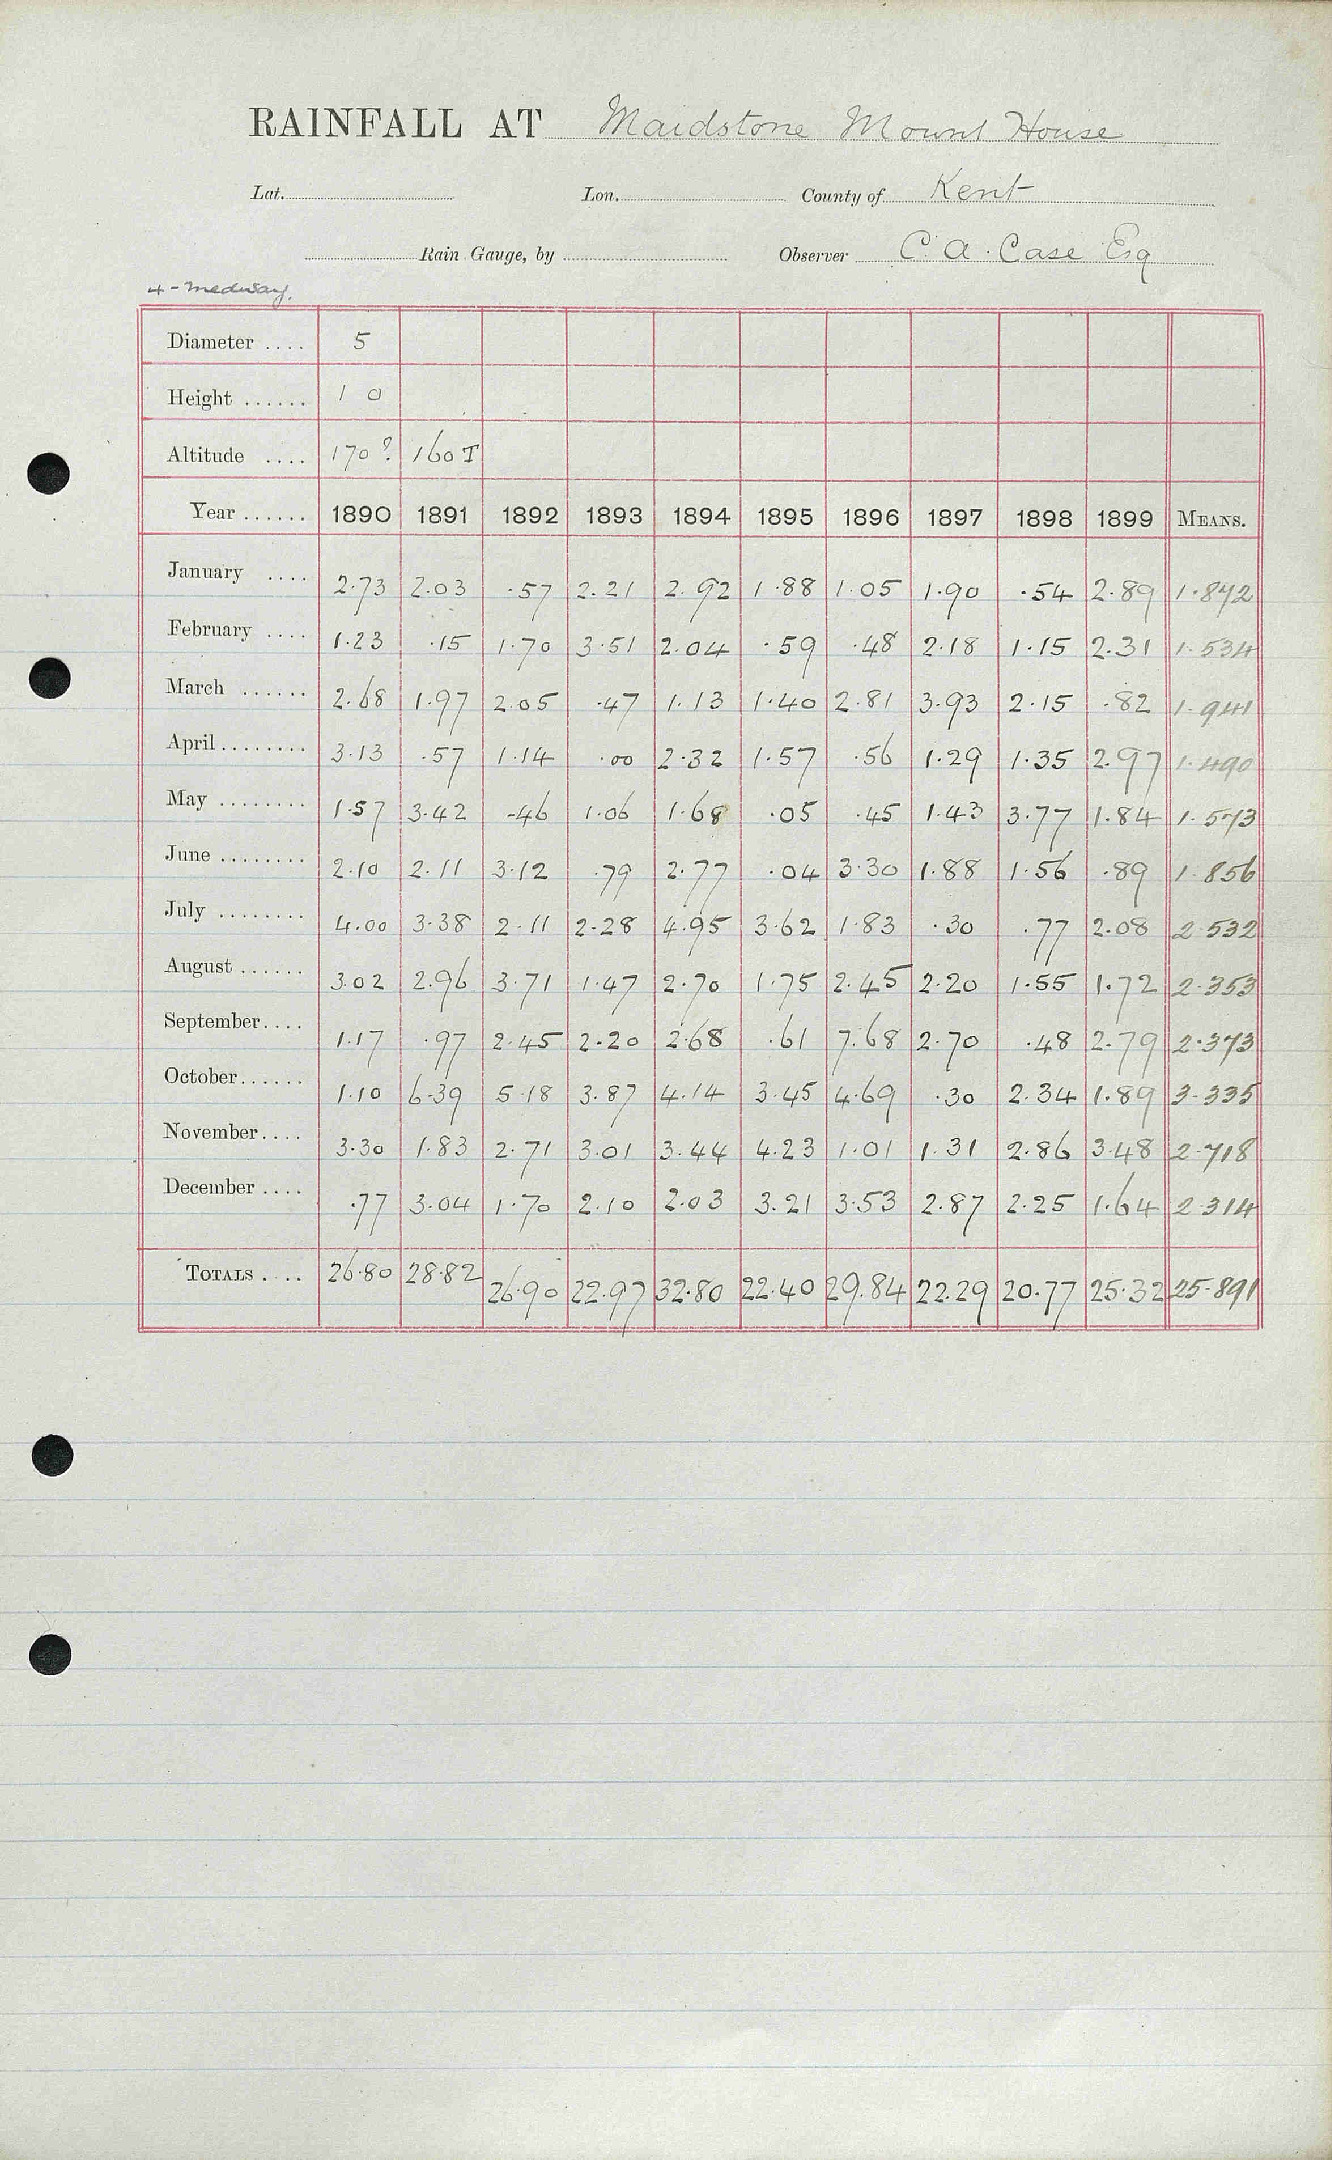 RAINFALL AT Maidstone Mount House
Lat. Lon. County of Kent
Rain Gauge, by Observer C. A. Case Esq
4 - Medway.
Diameter .... 5
Height ...... 1 0
Altitude .... 170? 160T
Year ...... 1890 1891 1892 1893 1894 1895 1896 1897 1898 1899 MEANS.
January .... 2.73 2.03 .57 2.21 2.92 1.88 1.05 1.90 .54 2.89 1.872
February .... 1.23 .15 1.70 3.51 2.04 .59 .48 2.18 1.15 2.31 1.534
March ...... 2.68 1.97 2.05 .47 1.13 1.40 2.81 3.93 2.15 .82 1.941
April ........ 3.13 .57 1.14 .00 2.32 1.57 .56 1.29 1.35 2.97 1.490
May ........ 1.57 3.42 .46 1.06 1.68 .05 .45 1.43 3.77 1.84 1.573
June ........ 2.10 2.11 3.12 .79 2.77 .04 3.30 1.88 1.56 .89 1.856
July ........ 4.00 3.38 2.11 2.28 4.95 3.62 1.83 .30 .77 2.08 2.532
August ...... 3.02 2.96 3.71 1.47 2.70 1.75 2.45 2.20 1.55 1.72 2.353
September .... 1.17 .97 2.45 2.20 2.68 .61 7.68 2.70 .48 2.79 2.373
October ...... 1.10 6.39 5.18 3.87 4.14 3.45 4.69 .30 2.34 1.89 3.335
November .... 3.30 1.83 2.71 3.01 3.44 4.23 1.01 1.31 2.86 3.48 2.718
December .... .77 3.04 1.70 2.10 2.03 3.21 3.53 2.87 2.25 1.64 2.314
TOTALS .... 26.80 28.82 26.90 22.97 32.80 22.40 29.84 22.29 20.77 25.32 25.891